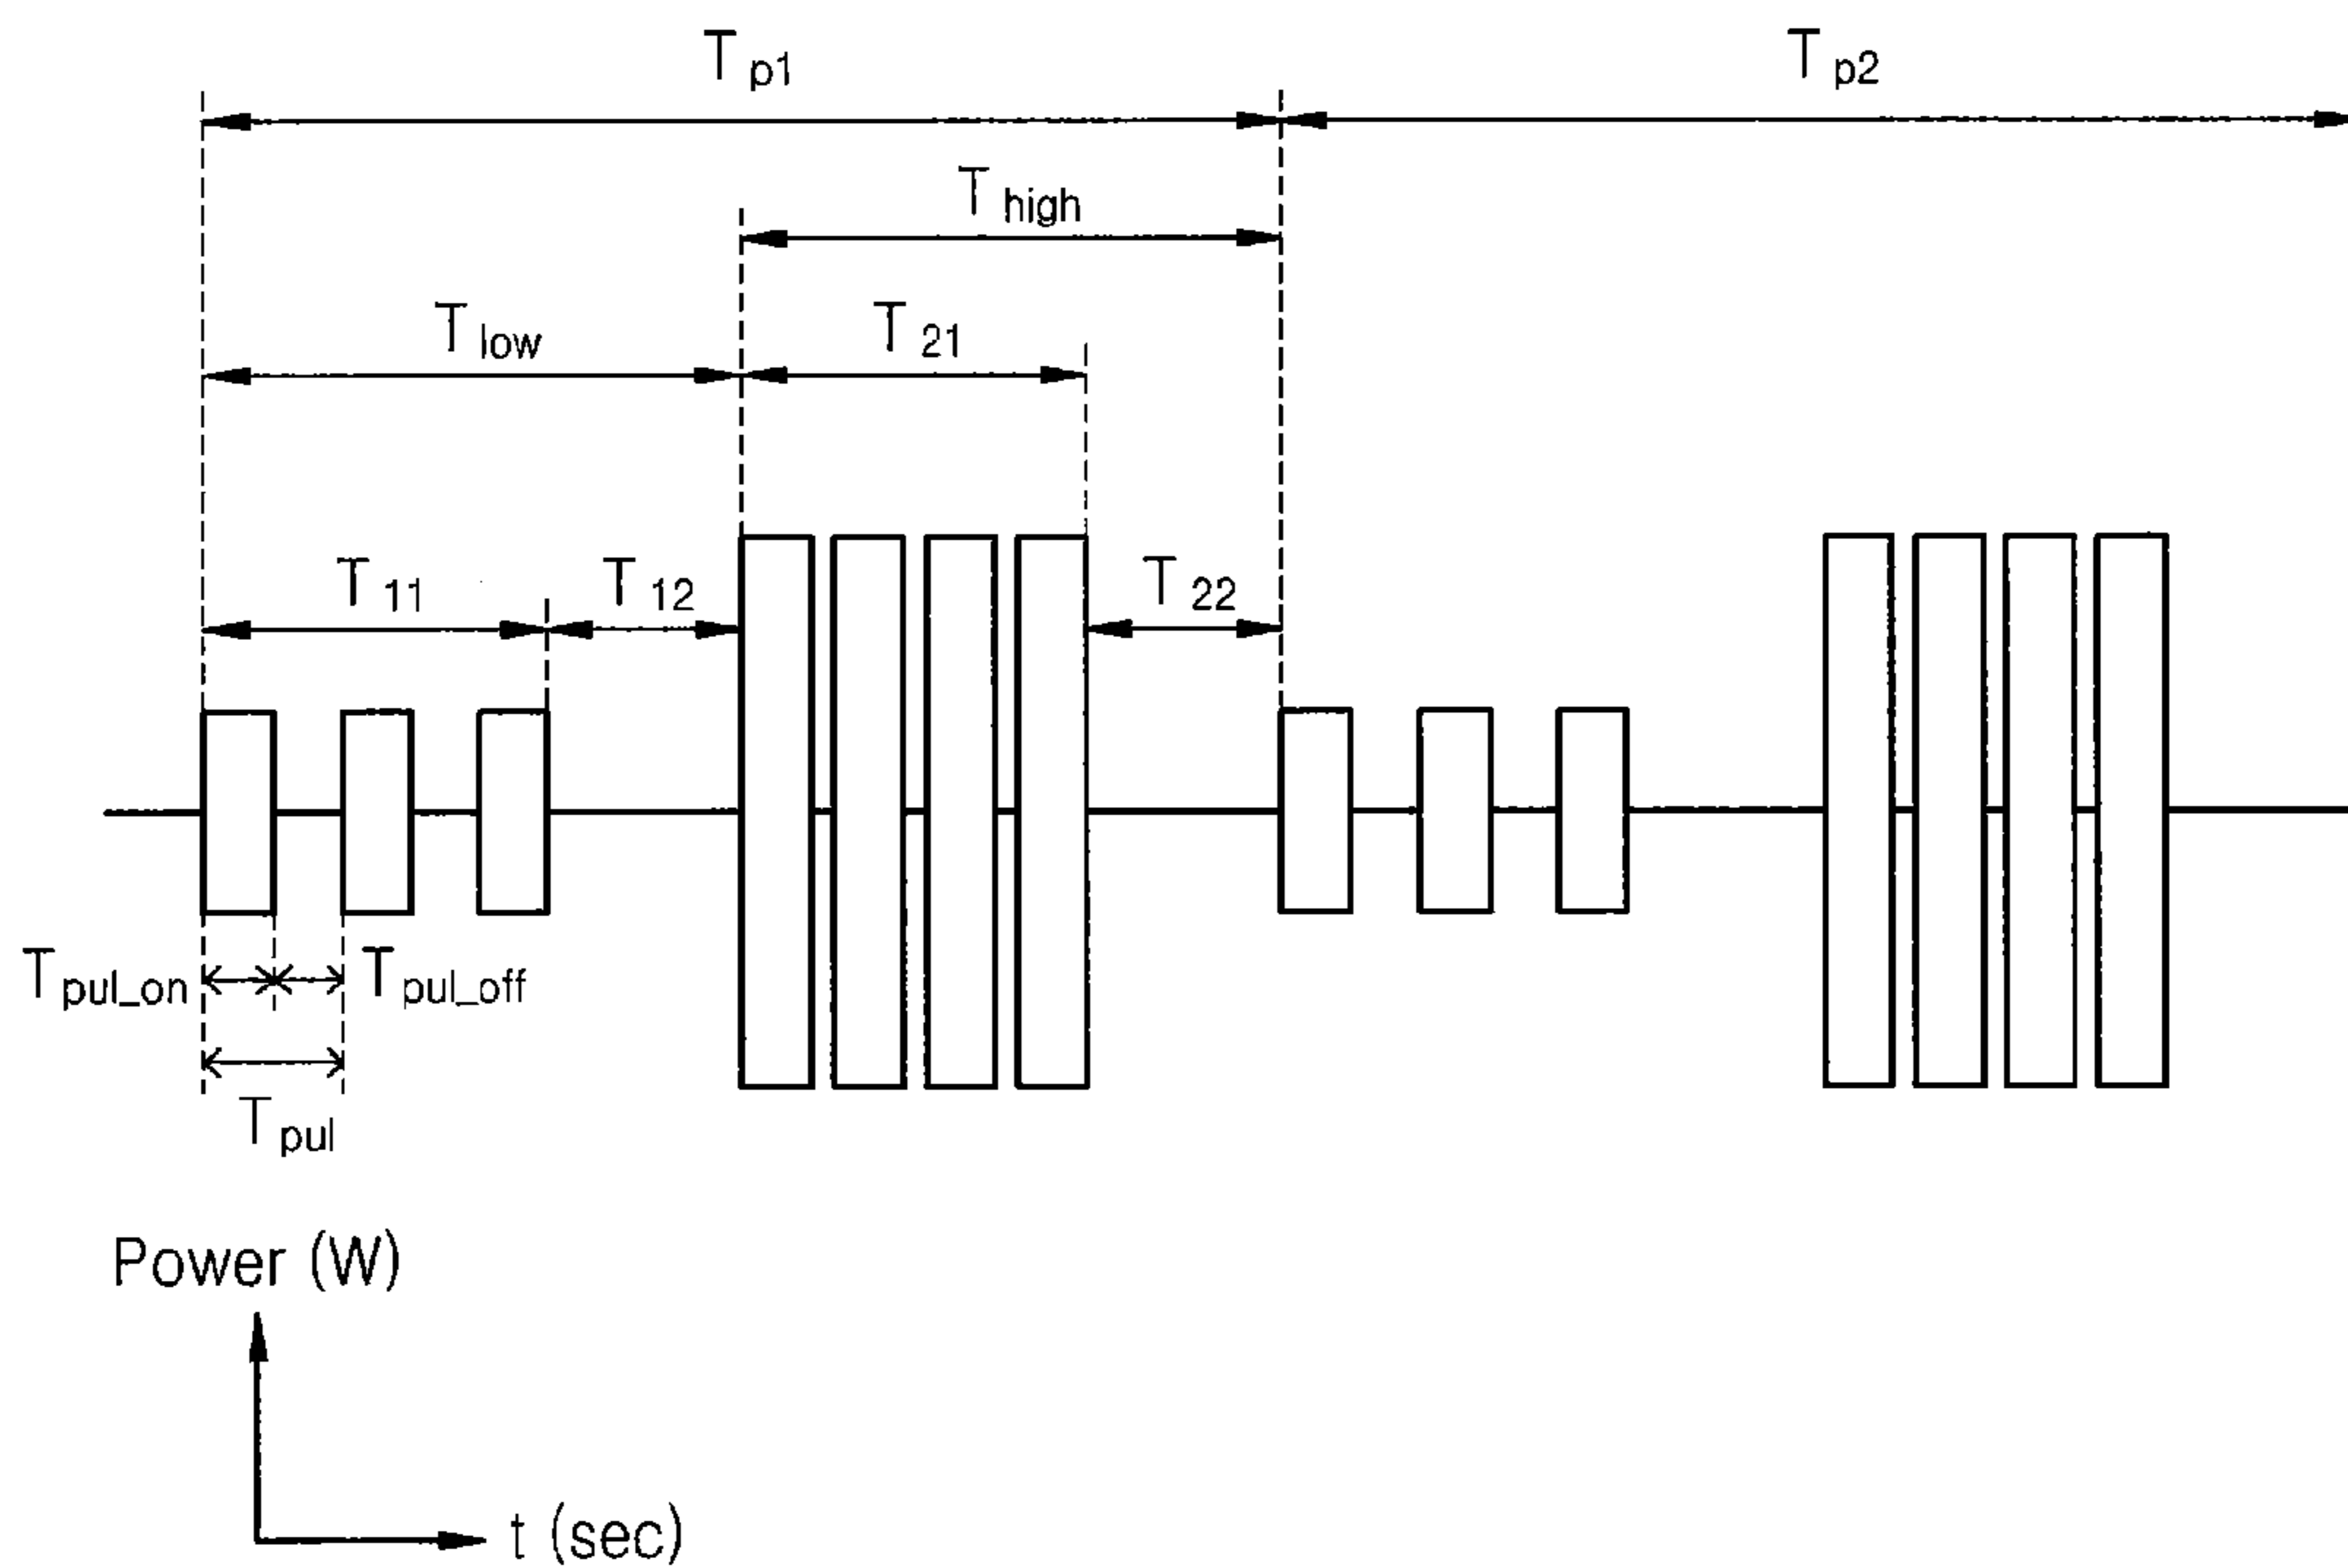 T p1 T p2
T high
T low T 21
T 11 T 12 T 22
T pul_on T pul_off
T pul
Power (W)
t (sec)